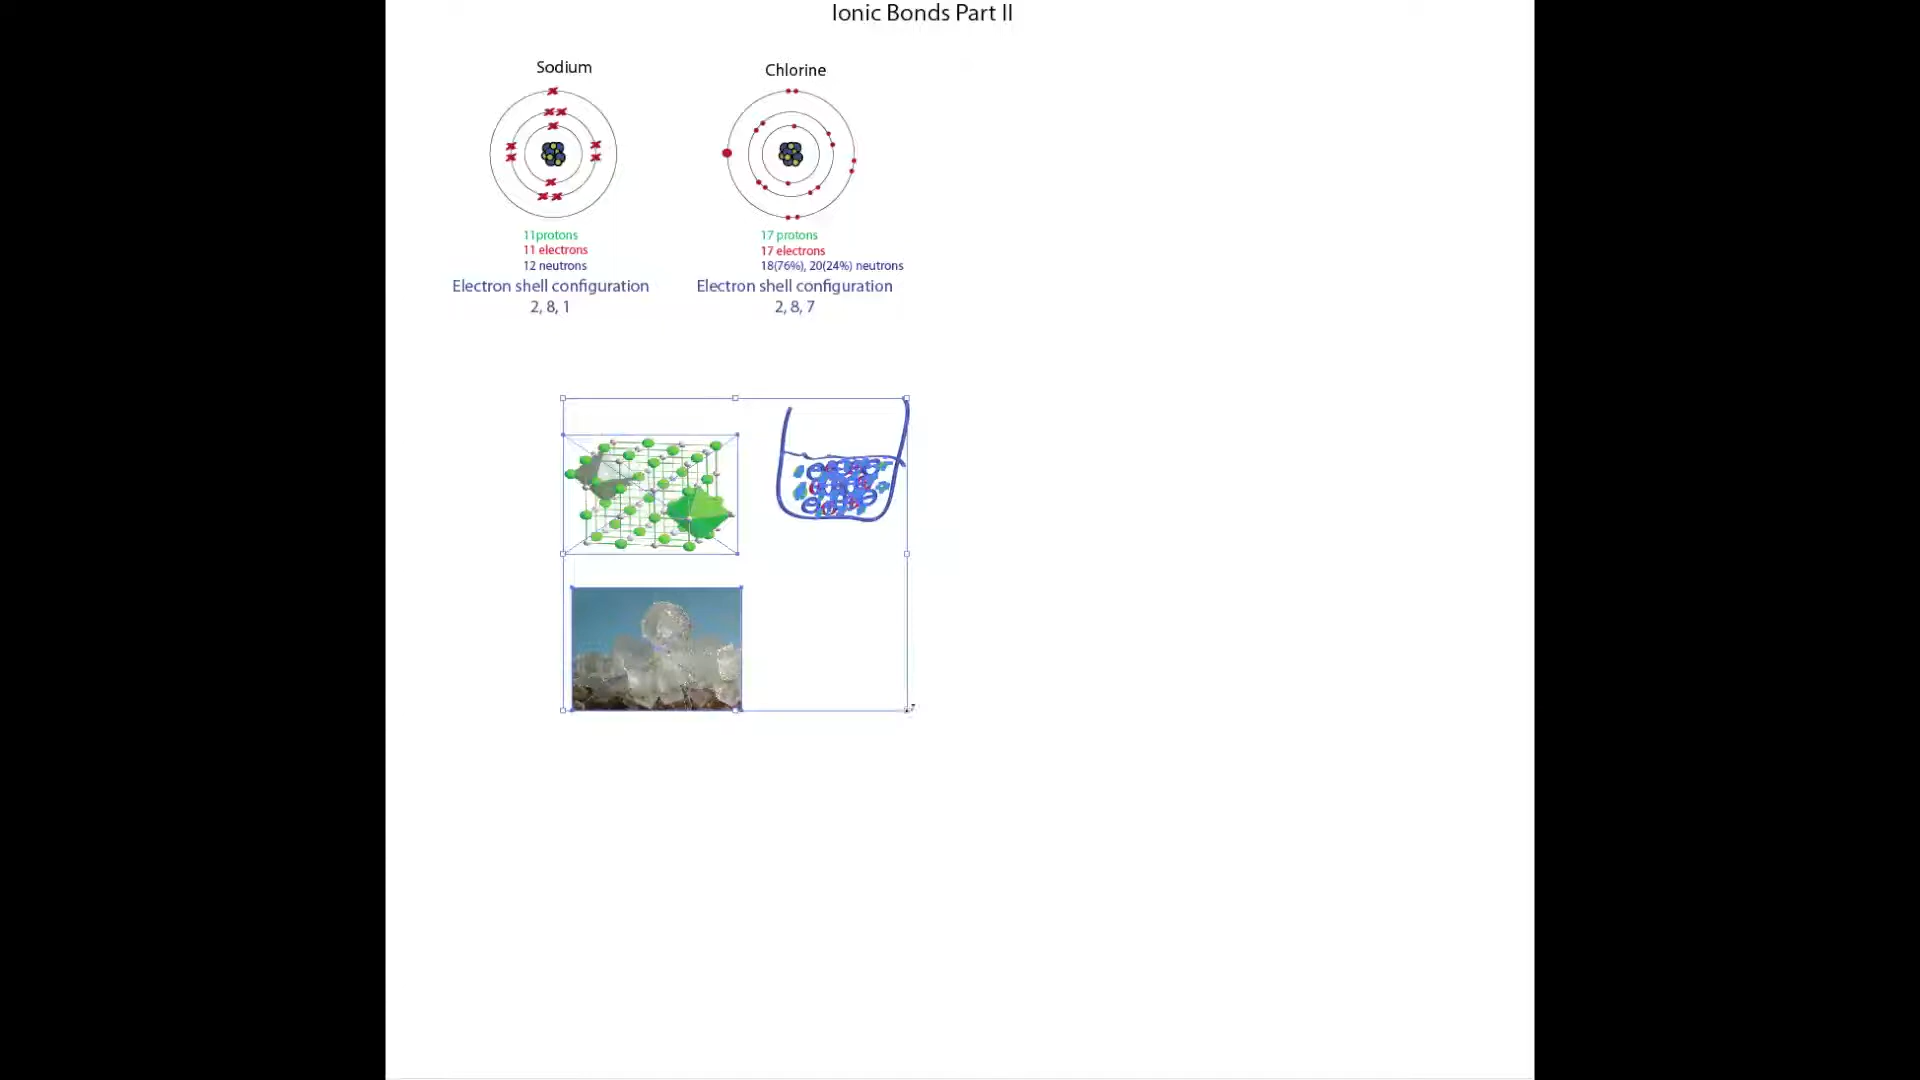 Ionic Bonds Part II
Sodium
Chlorine
11protons
11 electrons
12 neutrons
Electron shell configuration
2, 8, 1
17 protons
17 electrons
18(76%), 20(24%) neutrons
Electron shell configuration
2, 8, 7